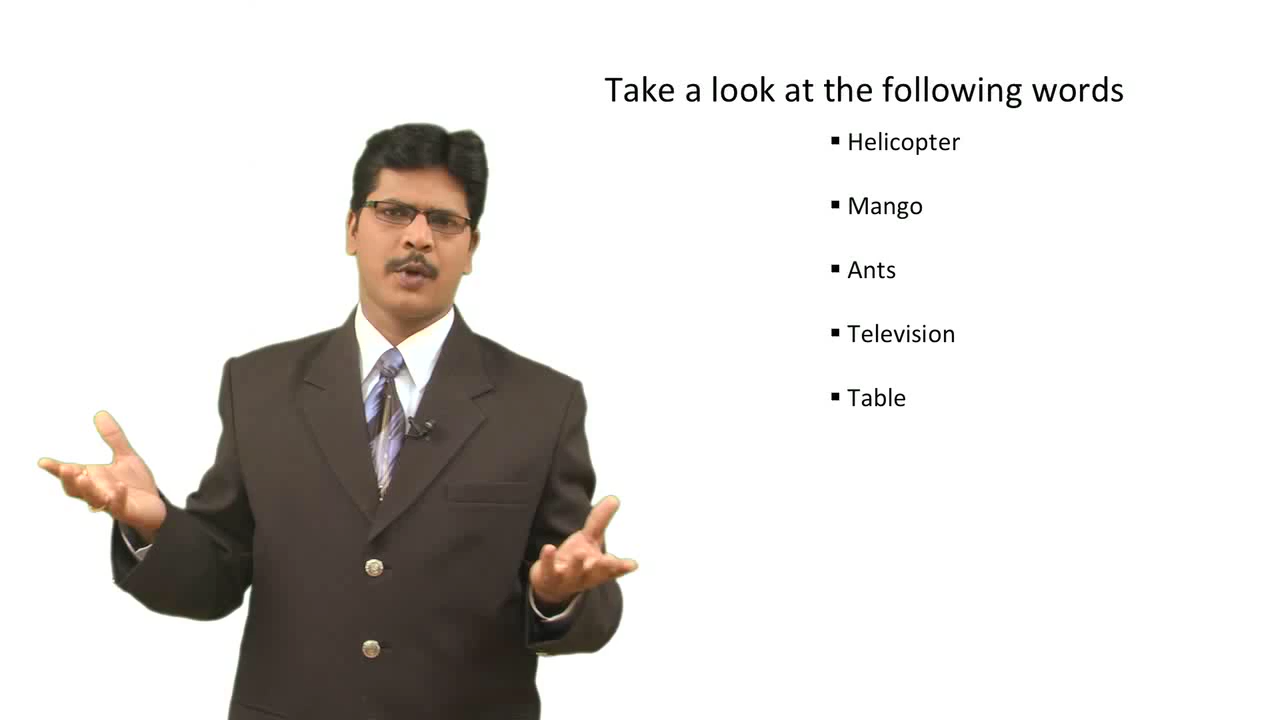 Take a look at the following words
▪ Helicopter
▪ Mango
▪ Ants
▪ Television
▪ Table